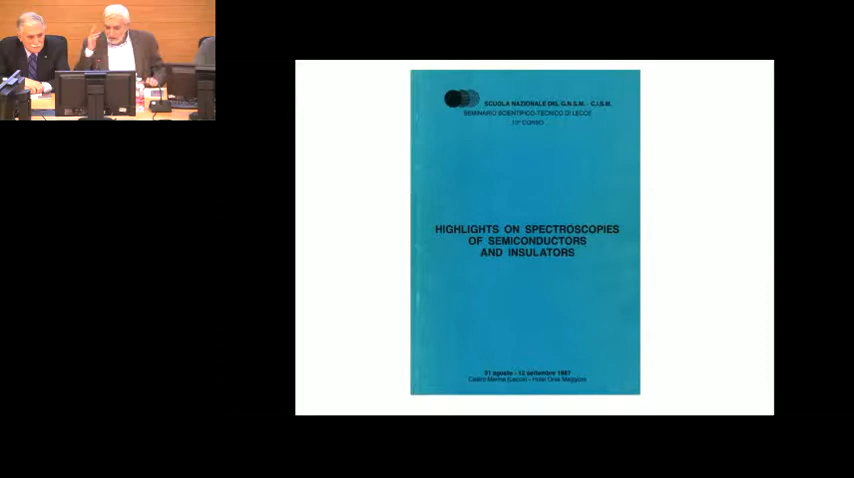 SCUOLA NAZIONALE DEL G.N.S.M. - C.I.S.M.
SEMINARIO SCIENTIFICO-TECNICO DI LECCE
HIGHLIGHTS ON SPECTROSCOPIES
OF SEMICONDUCTORS
AND INSULATORS
31 agosto - 12 settembre 1987
Castro Marina (Lecce) - Hotel Orsa Maggiore